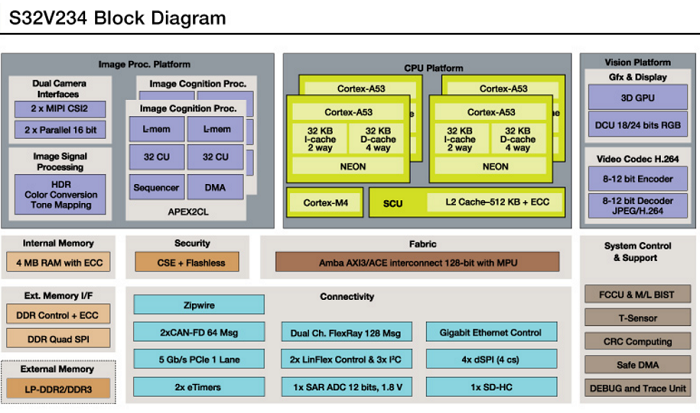 S32V234 Block Diagram
Image Proc. Platform
Dual Camera
Interfaces
2 x MIPI CSI2
2 x Parallel 16 bit
Image Signal
Processing
HDR
Color Conversion
Tone Mapping
Image Cognition Proc.
Image Cognition Proc.
L-mem
L-mem
32 CU
32 CU
Sequencer
DMA
APEX2CL
CPU Platform
Cortex-A53
Cortex-A53
32 KB
I-cache
2 way
32 KB
D-cache
4 way
NEON
Cortex-A53
Cortex-A53
32 KB
I-cache
2 way
32 KB
D-cache
4 way
NEON
Cortex-M4
SCU
L2 Cache–512 KB + ECC
Vision Platform
Gfx & Display
3D GPU
DCU 18/24 bits RGB
Video Codec H.264
8-12 bit Encoder
8-12 bit Decoder
JPEG/H.264
Internal Memory
4 MB RAM with ECC
Security
CSE + Flashless
Fabric
Amba AXI3/ACE interconnect 128-bit with MPU
Ext. Memory I/F
DDR Control + ECC
DDR Quad SPI
External Memory
LP-DDR2/DDR3
Connectivity
Zipwire
2xCAN-FD 64 Msg
Dual Ch. FlexRay 128 Msg
Gigabit Ethernet Control
5 Gb/s PCIe 1 Lane
2x LinFlex Control & 3x I²C
4x dSPI (4 cs)
2x eTimers
1x SAR ADC 12 bits, 1.8 V
1x SD-HC
System Control
& Support
FCCU & M/L BIST
T-Sensor
CRC Computing
Safe DMA
DEBUG and Trace Unit